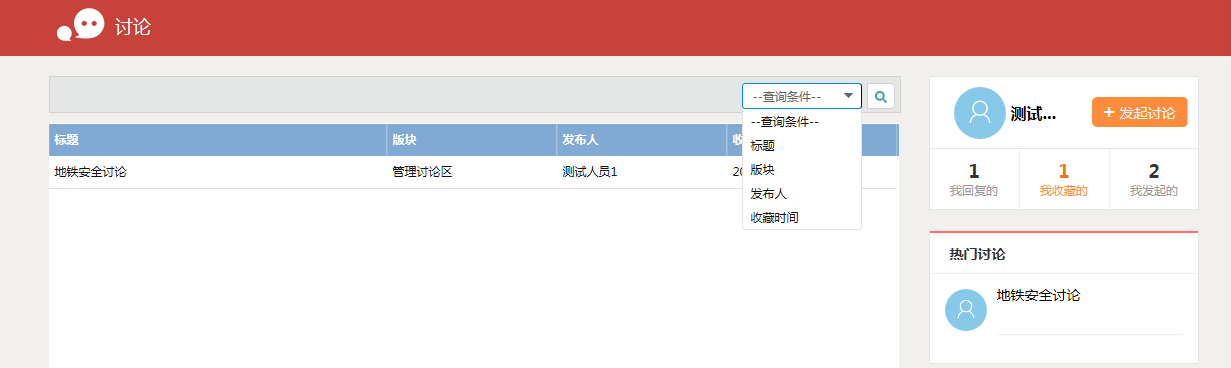 讨论
--查询条件--
--查询条件--
标题
版块
发布人
收藏时间
标题 版块 发布人 收
地铁安全讨论 管理讨论区 测试人员1 20
测试... + 发起讨论
1 1 2
我回复的 我收藏的 我发起的
热门讨论
地铁安全讨论